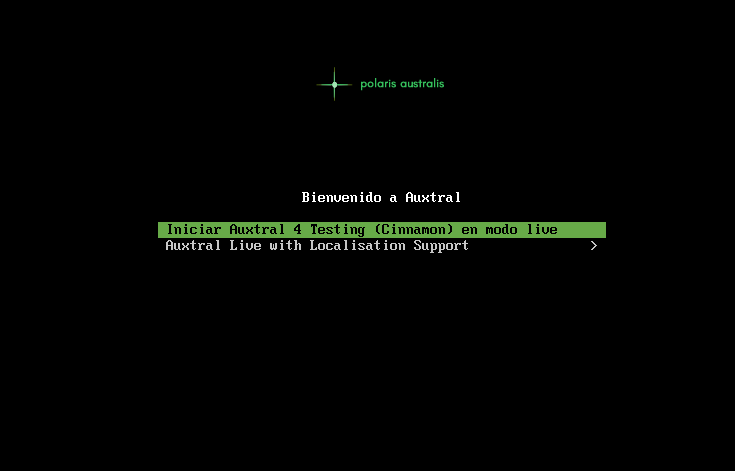 polaris australis
Bienvenido a Auxtral
Iniciar Auxtral 4 Testing (Cinnamon) en modo live
Auxtral Live with Localisation Support >